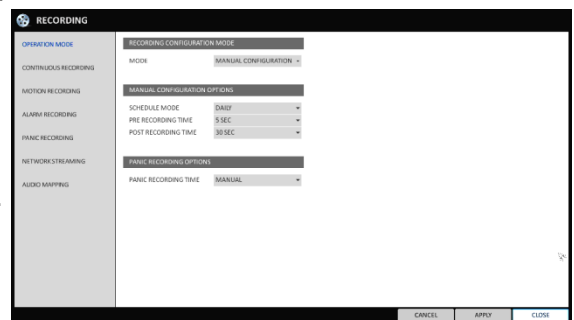 RECORDING
OPERATION MODE
CONTINUOUS RECORDING
MOTION RECORDING
ALARM RECORDING
PANIC RECORDING
NETWORK STREAMING
AUDIO MAPPING
RECORDING CONFIGURATION MODE
MODE MANUAL CONFIGURATION
MANUAL CONFIGURATION OPTIONS
SCHEDULE MODE DAILY
PRE RECORDING TIME 5 SEC
POST RECORDING TIME 30 SEC
PANIC RECORDING OPTIONS
PANIC RECORDING TIME MANUAL
CANCEL APPLY CLOSE